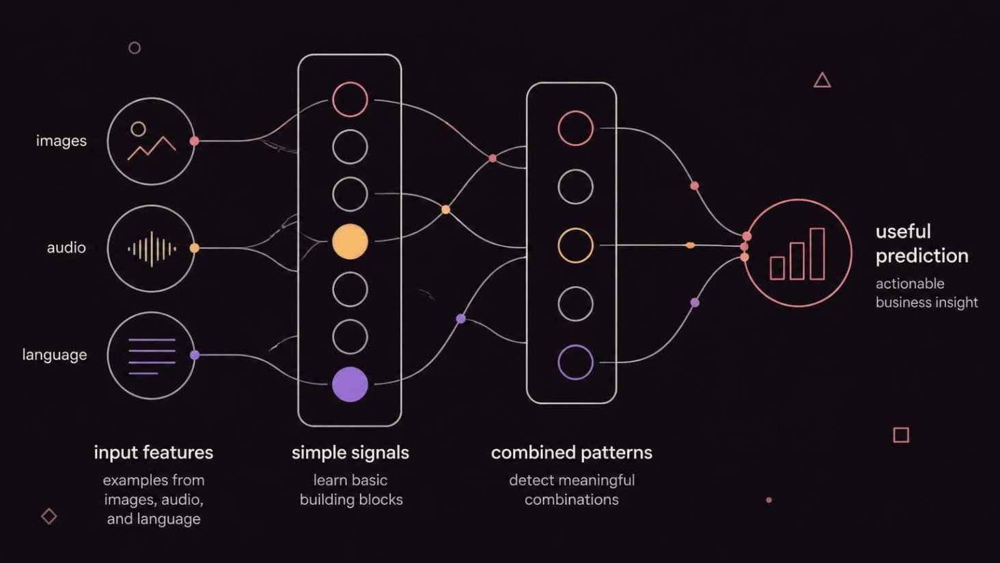 images
audio
language
useful
prediction
actionable
business insight
input features
examples from
images, audio,
and language
simple signals
learn basic
building blocks
combined patterns
detect meaningful
combinations